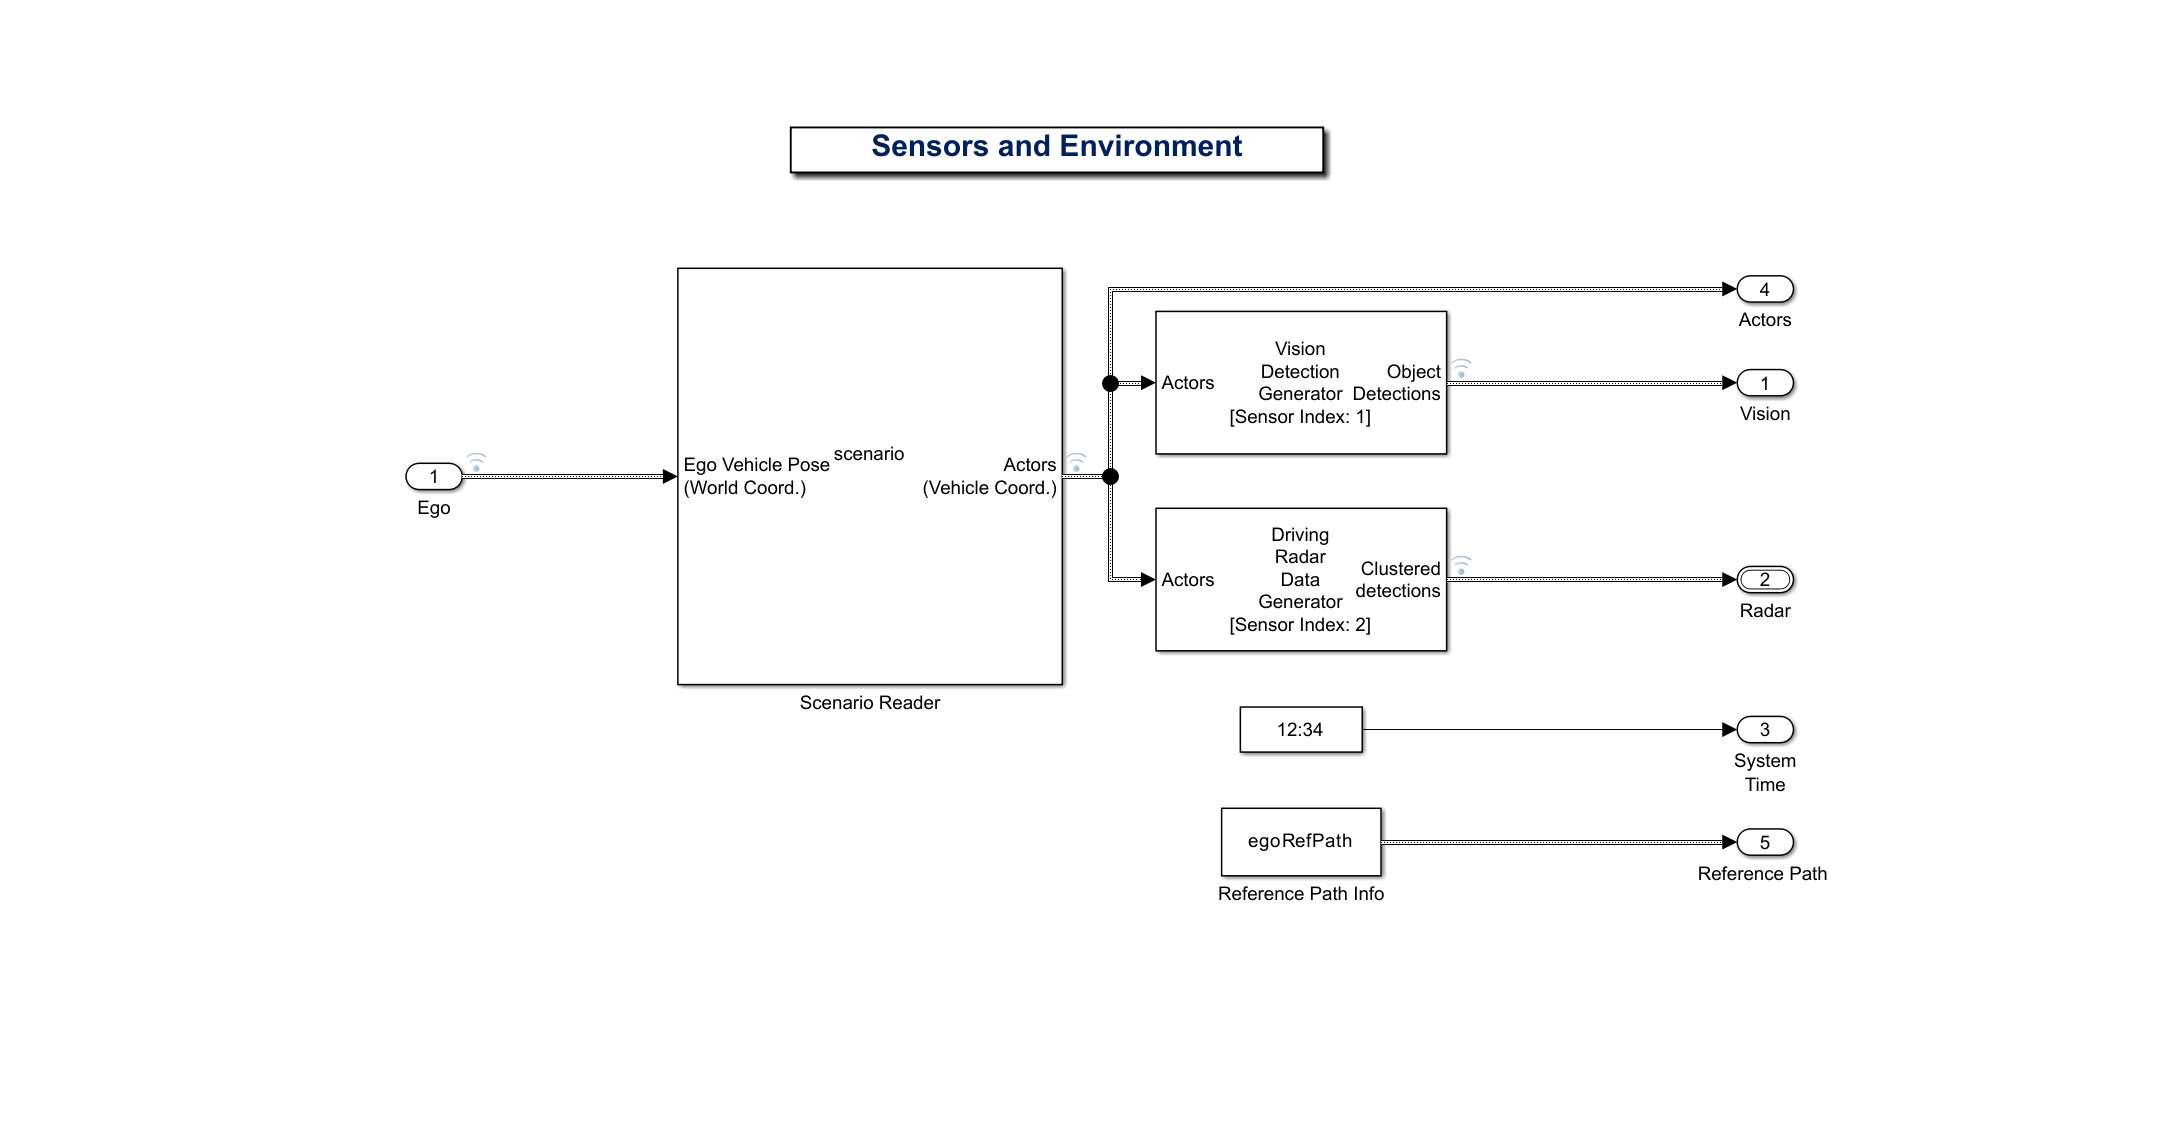 Sensors and Environment
1
Ego
Ego Vehicle Pose
(World Coord.)
scenario
Actors
(Vehicle Coord.)
Scenario Reader
4
Actors
Actors
Vision
Detection
Generator
[Sensor Index: 1]
Object
Detections
1
Vision
Actors
Driving
Radar
Data
Generator
[Sensor Index: 2]
Clustered
detections
2
Radar
12:34
3
System
Time
egoRefPath
Reference Path Info
5
Reference Path